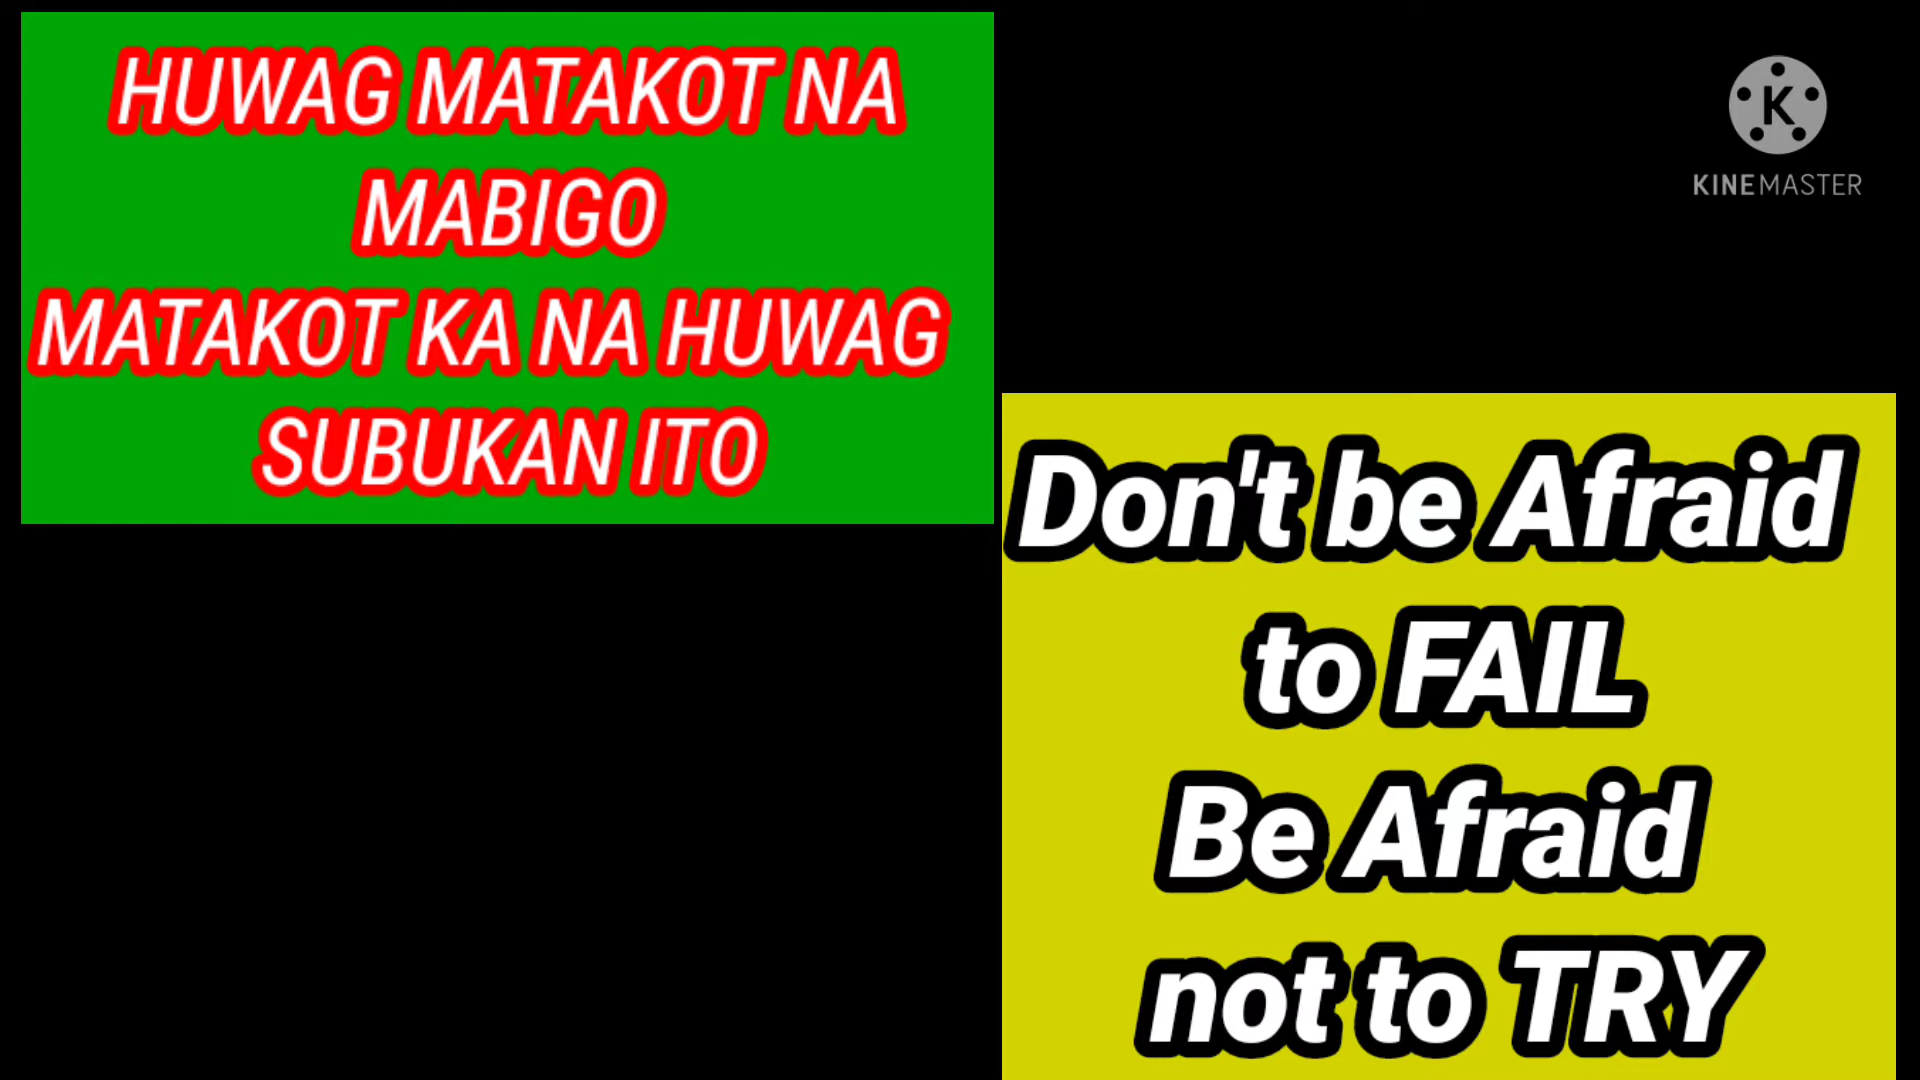 HUWAG MATAKOT NA
MABIGO
MATAKOT KA NA HUWAG
SUBUKAN ITO
K
KINEMASTER
Don't be Afraid
to FAIL
Be Afraid
not to TRY